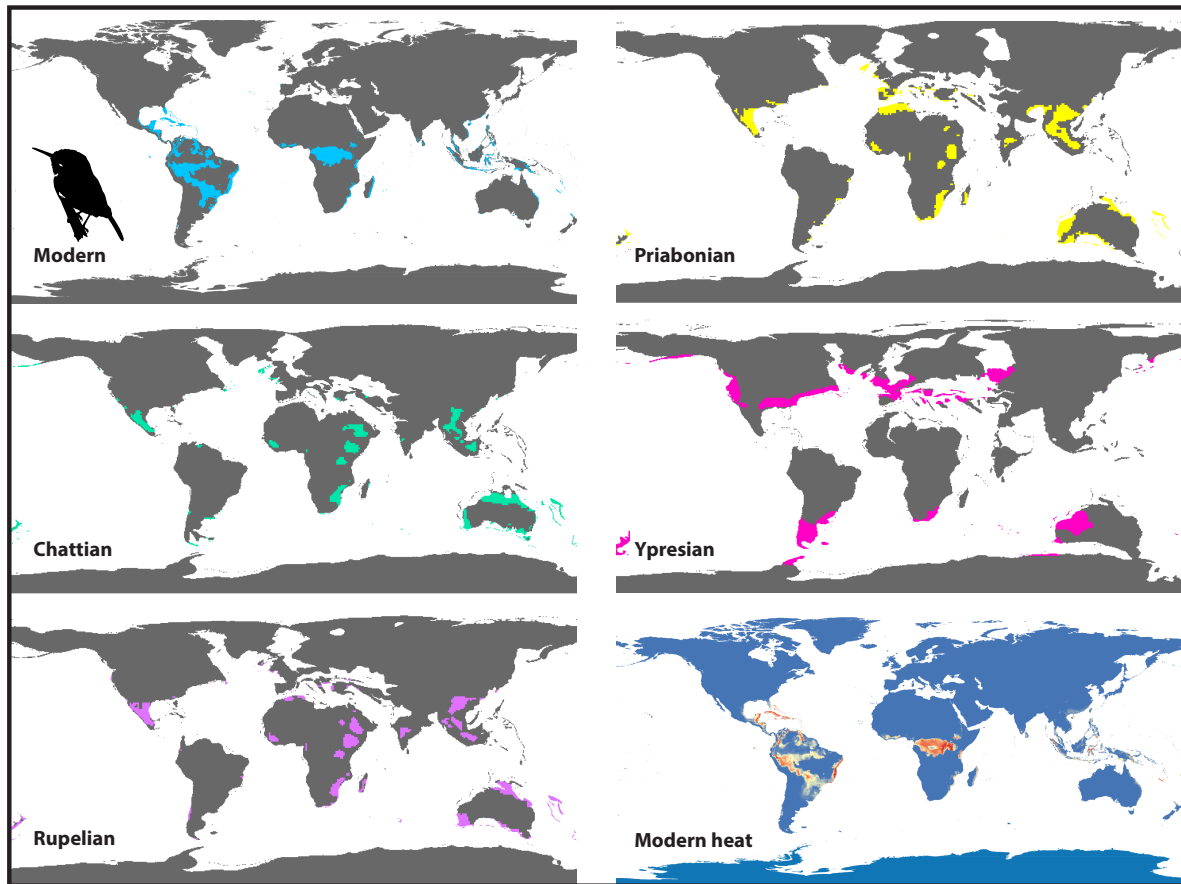 Modern
Priabonian
Chattian
Ypresian
Rupelian
Modern heat